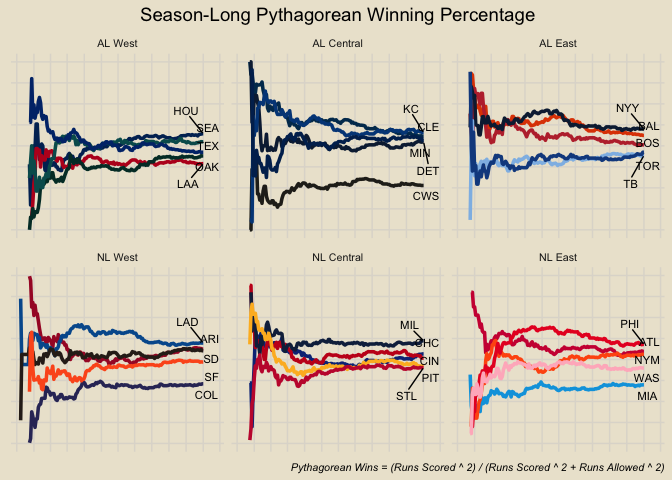 Season-Long Pythagorean Winning Percentage
AL West
AL Central
AL East
HOU
SEA
TEX
OAK
LAA
KC
CLE
MIN
DET
CWS
NYY
BAL
BOS
TOR
TB
NL West
NL Central
NL East
LAD
ARI
SD
SF
COL
MIL
CHC
CIN
PIT
STL
PHI
ATL
NYM
WAS
MIA
Pythagorean Wins = (Runs Scored ^ 2) / (Runs Scored ^ 2 + Runs Allowed ^ 2)